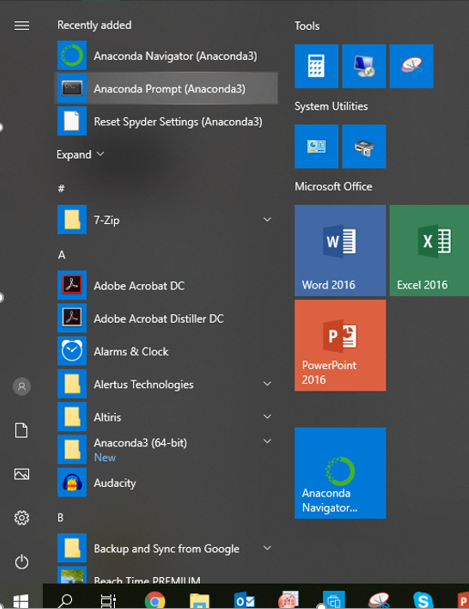 Recently added
Anaconda Navigator (Anaconda3)
Anaconda Prompt (Anaconda3)
Reset Spyder Settings (Anaconda3)
Expand
#
7-Zip
A
Adobe Acrobat DC
Adobe Acrobat Distiller DC
Alarms & Clock
Alertus Technologies
Altiris
Anaconda3 (64-bit)
New
Audacity
B
Backup and Sync from Google
Beach Time PREMIUM
Tools
System Utilities
Microsoft Office
Word 2016
Excel 2016
PowerPoint
2016
Anaconda
Navigator...